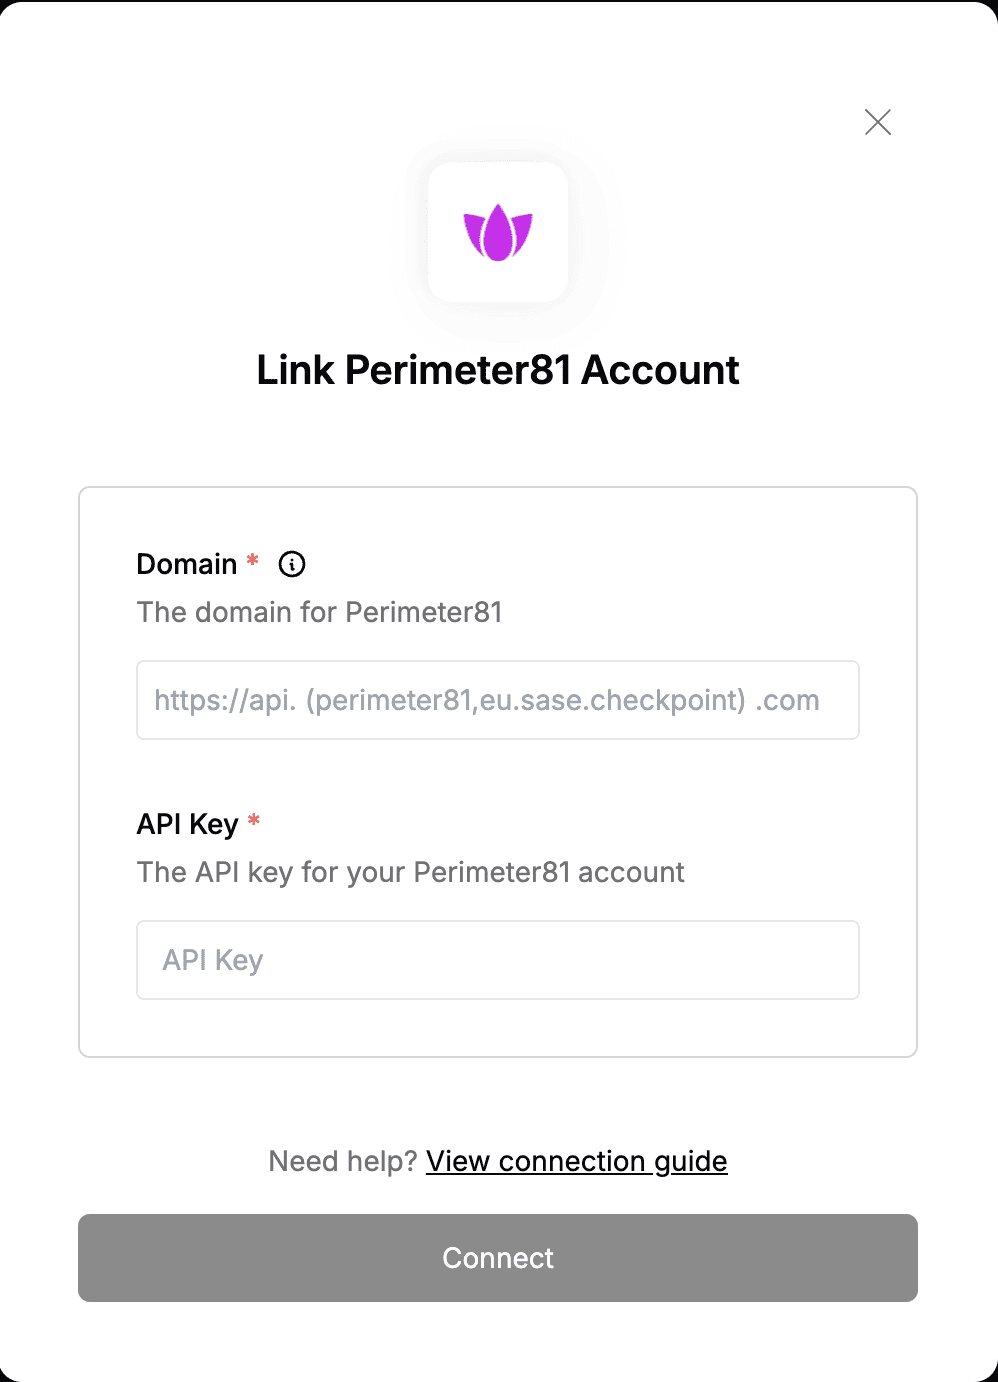 Link Perimeter81 Account
Domain *
The domain for Perimeter81
https://api. (perimeter81,eu.sase.checkpoint) .com
API Key *
The API key for your Perimeter81 account
API Key
Need help? View connection guide
Connect